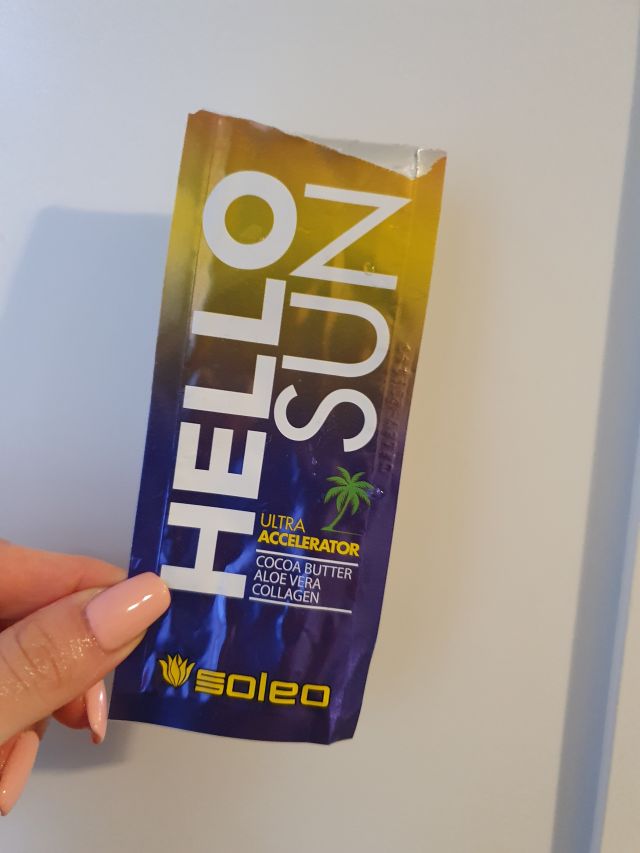 HELLO
SUN
ULTRA
ACCELERATOR
COCOA BUTTER
ALOE VERA
COLLAGEN
soleo